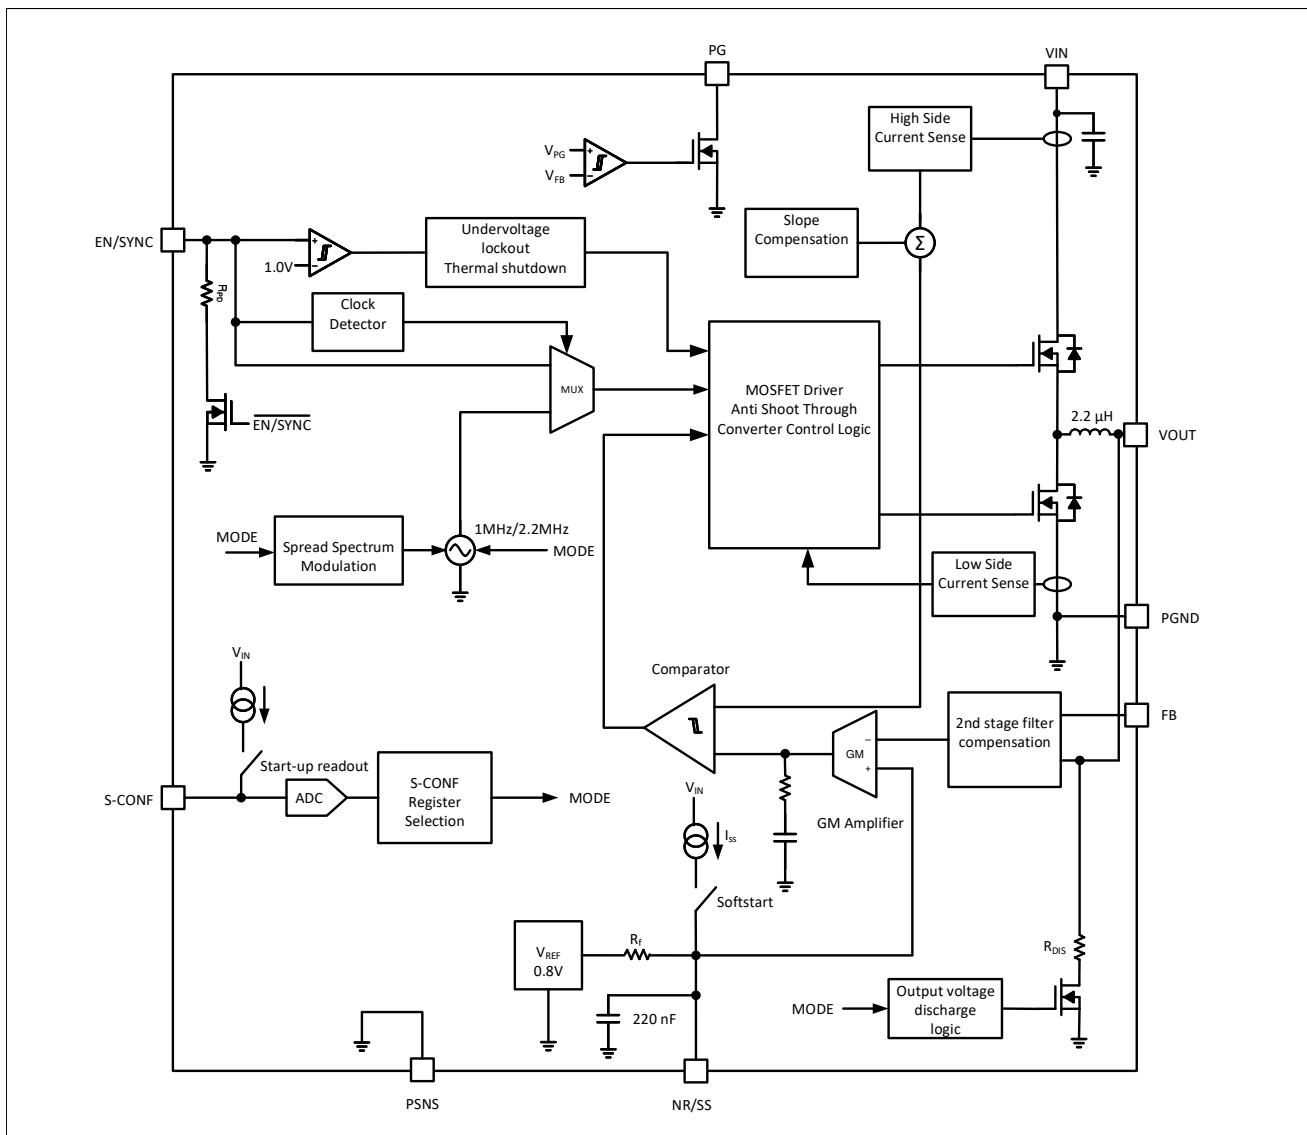 PG
VIN
High Side
Current Sense
VPG
+
VFB
−
EN/SYNC
+
1.0V
−
Undervoltage
lockout
Thermal shutdown
Slope
Compensation
Σ
RPD
Clock
Detector
MUX
EN/SYNC
MOSFET Driver
Anti Shoot Through
Converter Control Logic
2.2 µH
VOUT
MODE
Spread Spectrum
Modulation
1MHz/2.2MHz
MODE
Low Side
Current Sense
PGND
VIN
Comparator
FB
2nd stage filter
compensation
GM
−
+
GM Amplifier
Start-up readout
S-CONF
ADC
S-CONF
Register
Selection
MODE
VIN
Iss
Softstart
VREF
0.8V
Rf
220 nF
RDIS
MODE
Output voltage
discharge
logic
PSNS
NR/SS